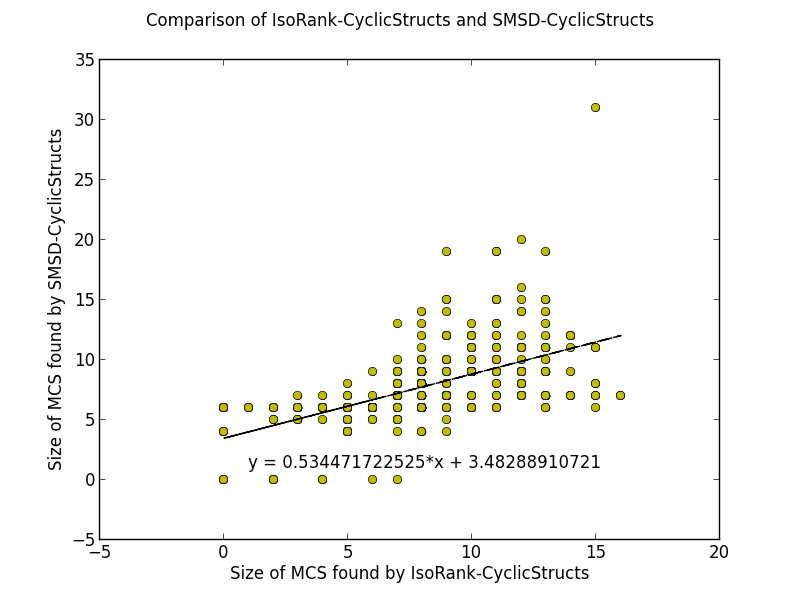 Comparison of IsoRank-CyclicStructs and SMSD-CyclicStructs
35
30
25
20
15
10
5
0
−5
Size of MCS found by SMSD-CyclicStructs
y = 0.534471722525*x + 3.48288910721
−5 0 5 10 15 20
Size of MCS found by IsoRank-CyclicStructs